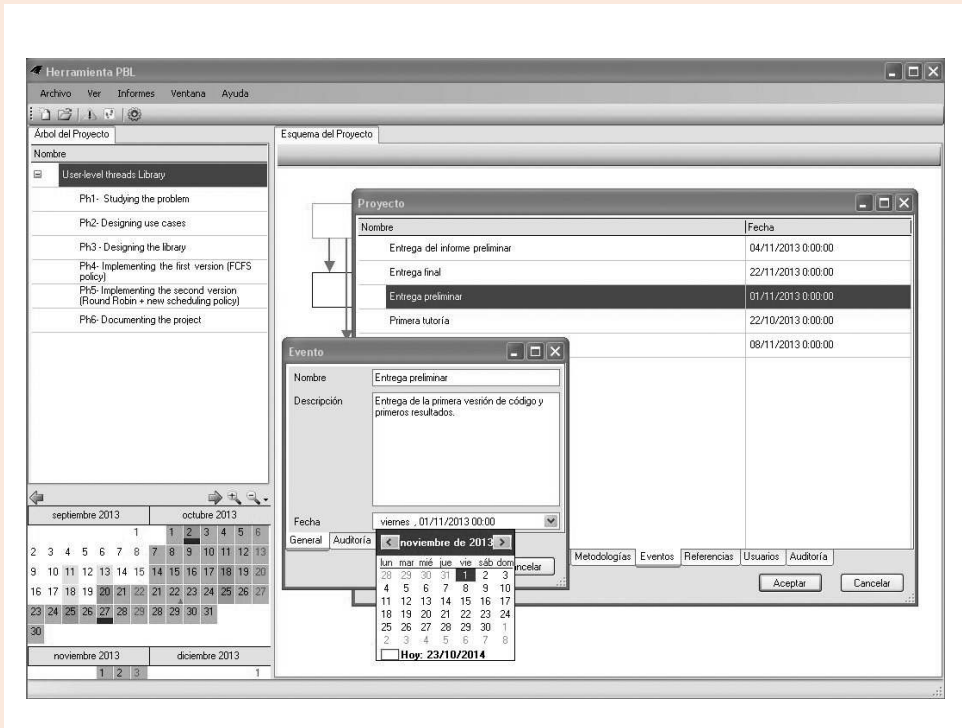 Herramienta PBL
Archivo Ver Informes Ventana Ayuda
Árbol del Proyecto
Nombre
User-level threads Library
Ph1- Studying the problem
Ph2- Designing use cases
Ph3 - Designing the library
Ph4- Implementing the first version (FCFS
policy)
Ph5- Implementing the second version
(Round Robin + new scheduling policy)
Ph6- Documenting the project
septiembre 2013 octubre 2013
1 1 2 3 4 5 6
2 3 4 5 6 7 8 7 8 9 10 11 12 13
9 10 11 12 13 14 15 14 15 16 17 18 19 20
16 17 18 19 20 21 22 21 22 23 24 25 26 27
23 24 25 26 27 28 29 28 29 30 31
30
noviembre 2013 diciembre 2013
1 2 3 1
Esquema del Proyecto
Proyecto
Nombre Fecha
Entrega del informe preliminar 04/11/2013 0:00:00
Entrega final 22/11/2013 0:00:00
Entrega preliminar 01/11/2013 0:00:00
Primera tutoría 22/10/2013 0:00:00
08/11/2013 0:00:00
Metodologías Eventos Referencias Usuarios Auditoría
Aceptar Cancelar
Evento
Nombre Entrega preliminar
Descripción Entrega de la primera vesrión de código y
primeros resultados.
Fecha viernes , 01/11/2013 00:00
General Auditoría
ncelar
noviembre de 2013
lun mar mié jue vie sáb dom
28 29 30 31 1 2 3
4 5 6 7 8 9 10
11 12 13 14 15 16 17
18 19 20 21 22 23 24
25 26 27 28 29 30 1
2 3 4 5 6 7 8
Hoy: 23/10/2014